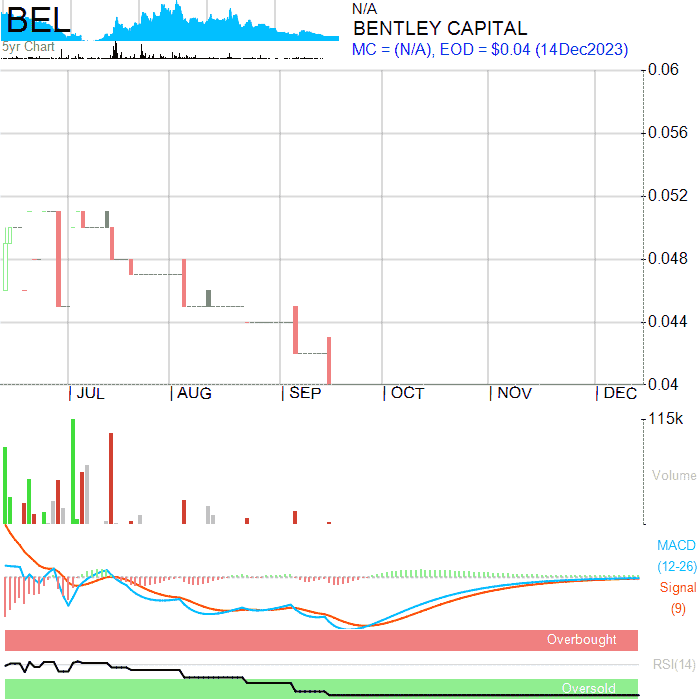 BEL
5yr Chart
N/A
BENTLEY CAPITAL
MC = (N/A), EOD = $0.04 (14Dec2023)
0.06
0.056
0.052
0.048
0.044
0.04
JUL AUG SEP OCT NOV DEC
115k
Volume
MACD
(12-26)
Signal
(9)
Overbought
RSI(14)
Oversold